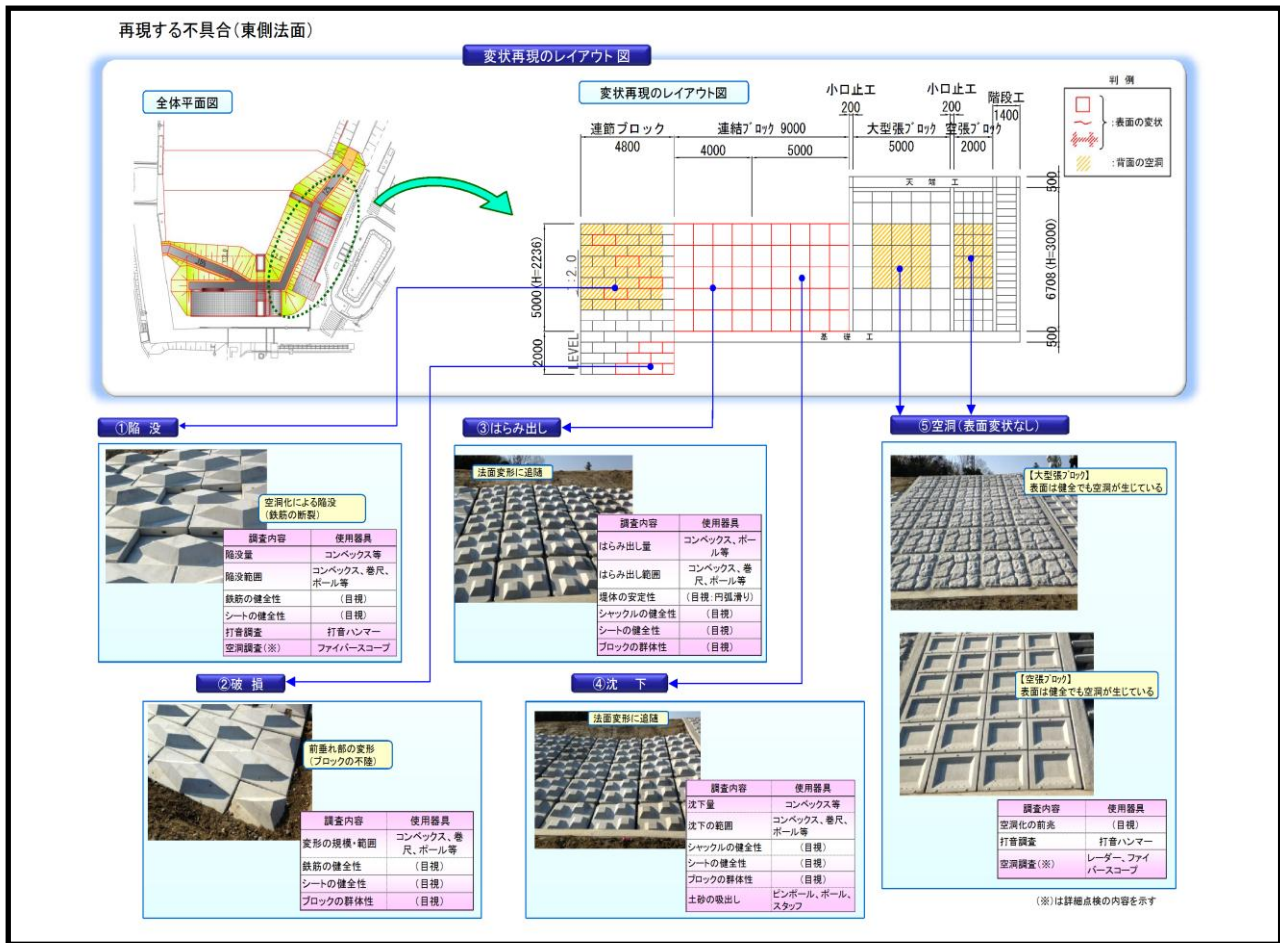 再現する不具合(東側法面)
変状再現のレイアウト図
全体平面図
変状再現のレイアウト図
小口止工
200
小口止工
200
階段工
1400
連節ブロック
4800
連結ブロック 9000
4000
5000
大型張ブロック
5000
空張ブロック
2000
判 例
:表面の変状
:背面の空洞
天 端 工
500
6708 (H=3000)
500
5000 (H=2236)
1:2.0
2000
LEVEL
基 礎 工
①陥 没
空洞化による陥没
(鉄筋の断裂)
調査内容 使用器具
陥没量 コンベックス等
陥没範囲 コンベックス、巻尺、
ポール等
鉄筋の健全性 (目視)
シートの健全性 (目視)
打音調査 打音ハンマー
空洞調査(※) ファイバースコープ
②破 損
前垂れ部の変形
(ブロックの不陸)
調査内容 使用器具
変形の規模・範囲 コンベックス、巻
尺、ポール等
鉄筋の健全性 (目視)
シートの健全性 (目視)
ブロックの群体性 (目視)
③はらみ出し
法面変形に追随
調査内容 使用器具
はらみ出し量 コンベックス、ポー
ル等
はらみ出し範囲 コンベックス、巻
尺、ポール等
堤体の安定性 (目視:円弧滑り)
シャックルの健全性 (目視)
シートの健全性 (目視)
ブロックの群体性 (目視)
④沈 下
法面変形に追随
調査内容 使用器具
沈下量 コンベックス等
沈下の範囲 コンベックス、巻尺、
ポール等
シャックルの健全性 (目視)
シートの健全性 (目視)
ブロックの群体性 (目視)
土砂の吸出し ピンポール、ポール、
スタッフ
⑤空洞(表面変状なし)
【大型張ブロック】
表面は健全でも空洞が生じている
【空張ブロック】
表面は健全でも空洞が生じている
調査内容 使用器具
空洞化の前兆 (目視)
打音調査 打音ハンマー
空洞調査(※) レーダー、ファイ
バースコープ
(※)は詳細点検の内容を示す